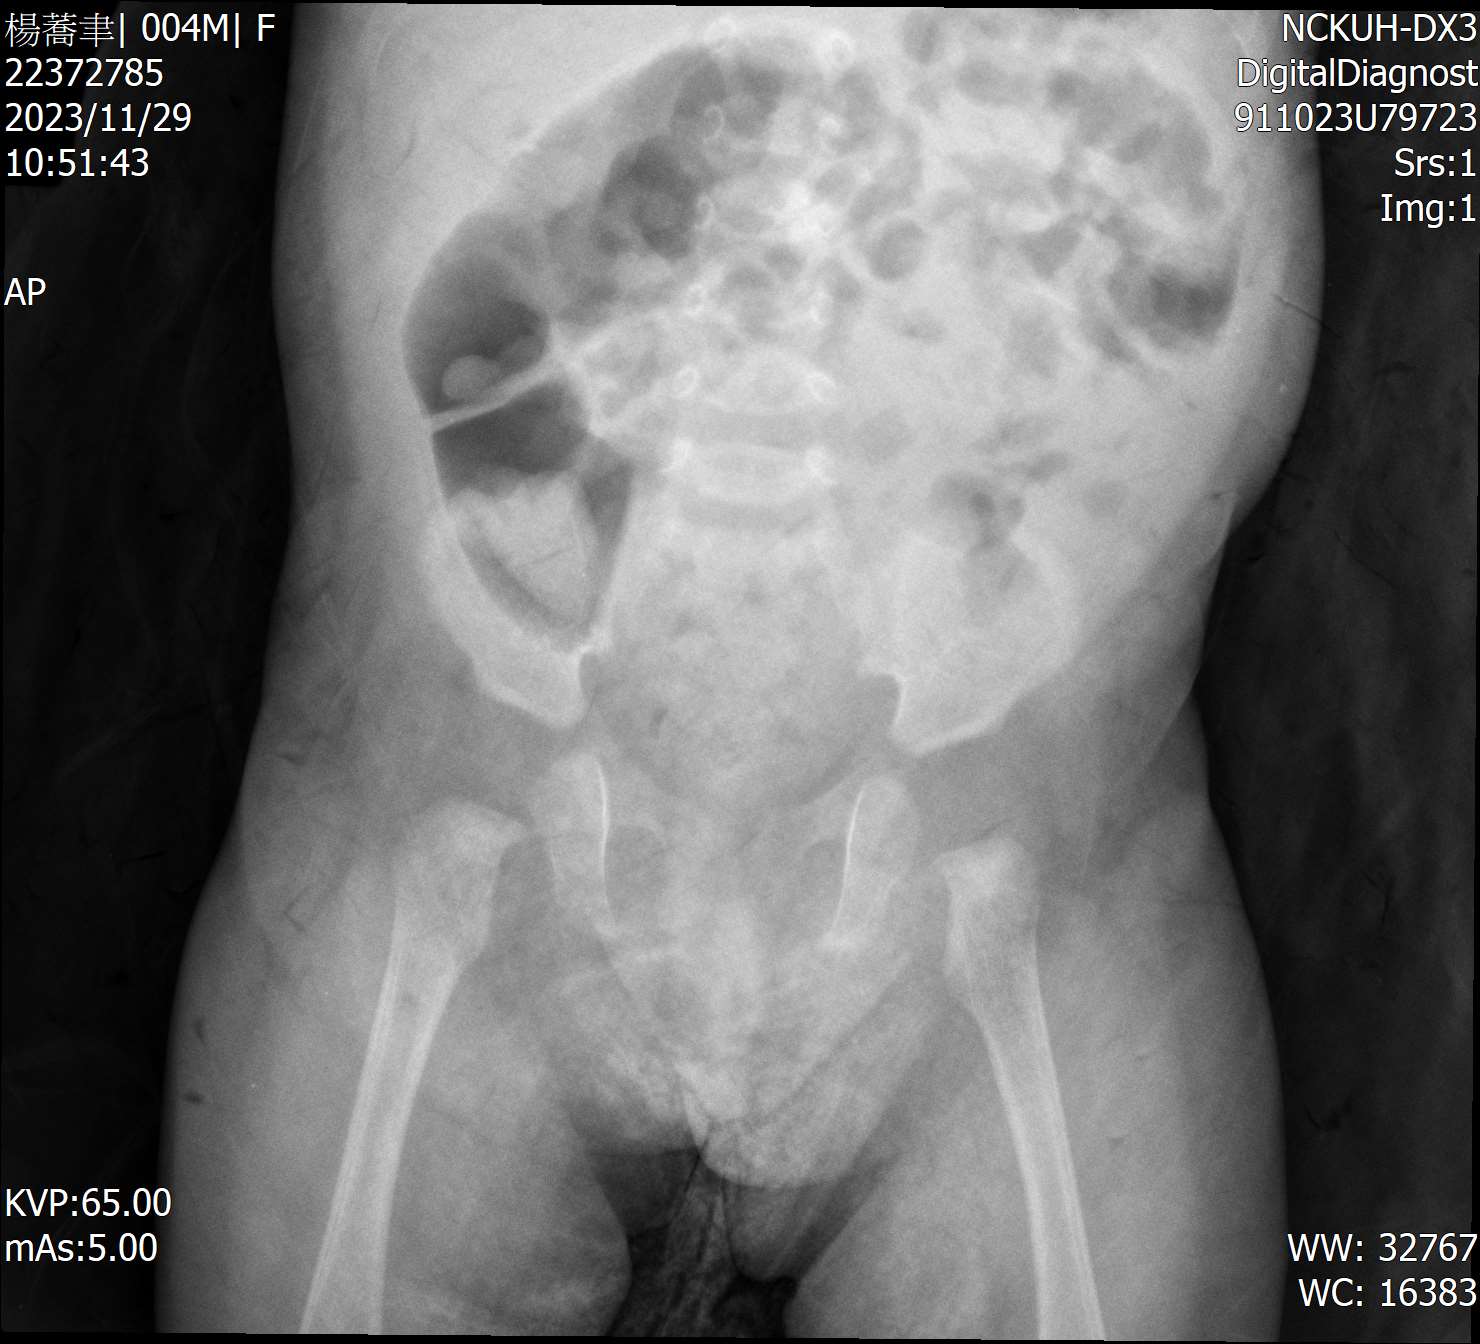 楊蕎聿| 004M| F
22372785
2023/11/29
10:51:43
AP
NCKUH-DX3
DigitalDiagnost
911023U79723
Srs:1
Img:1
KVP:65.00
mAs:5.00
WW: 32767
WC: 16383